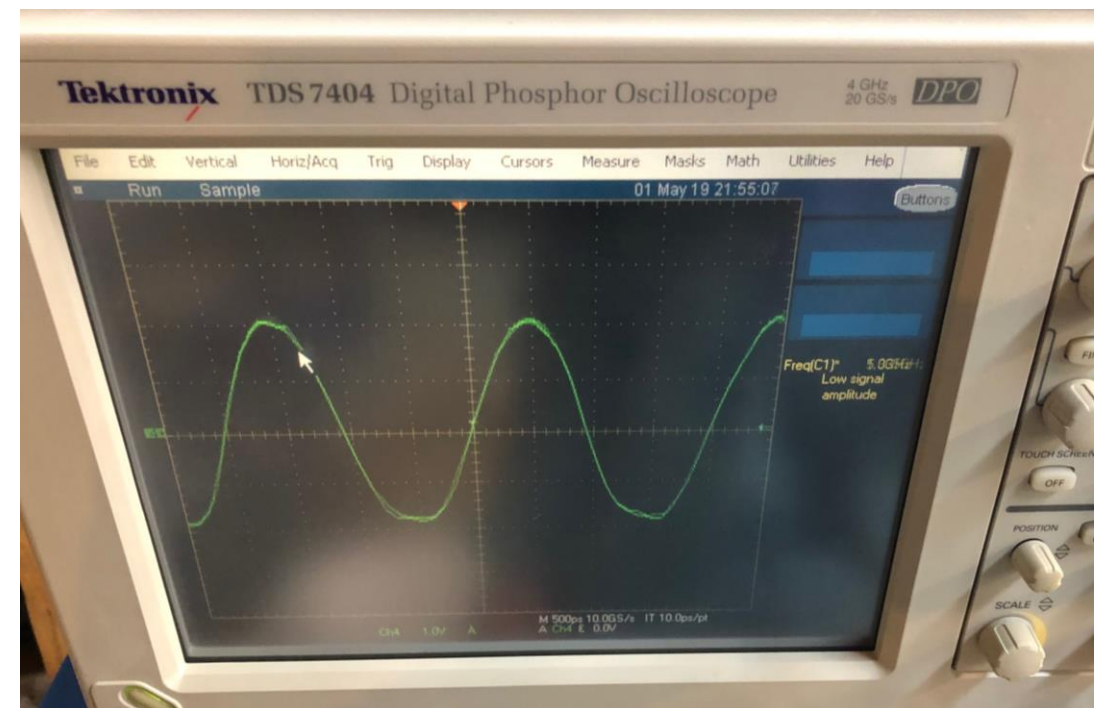 Tektronix TDS 7404 Digital Phosphor Oscilloscope 4 GHz DPO
20 GS/s
File Edit Vertical Horiz/Acq Trig Display Cursors Measure Masks Math Utilities Help
Run Sample 01 May 19 21:55:07 Buttons
Freq(C1)*
Low signal
amplitude
TOUCH SCREEN
OFF
POSITION
SCALE
M 500ps 10.0GS/s IT 10.0ps/pt
Ch4 1.0V A Ch4 0.0V